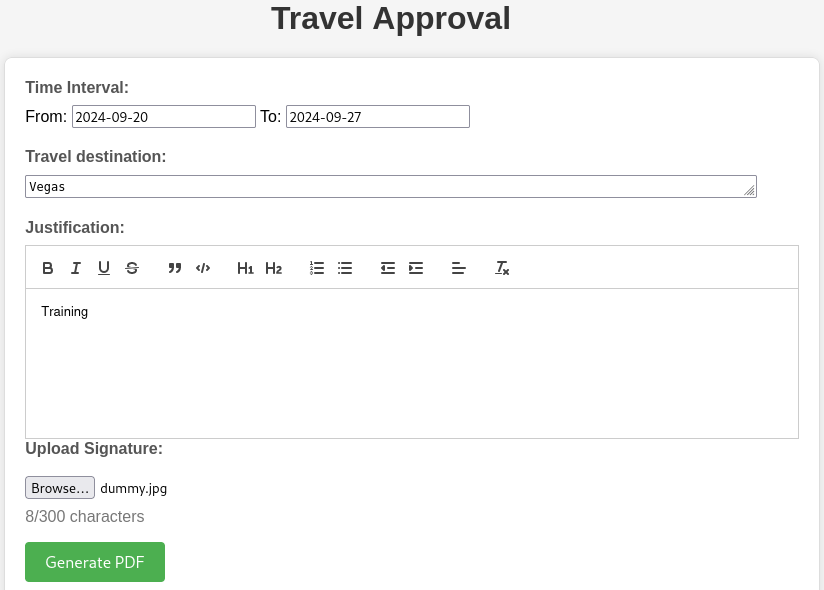 Travel Approval
Time Interval:
From: 2024-09-20 To: 2024-09-27
Travel destination:
Vegas
Justification:
B I U S ” </> H1 H2
Training
Upload Signature:
Browse... dummy.jpg
8/300 characters
Generate PDF